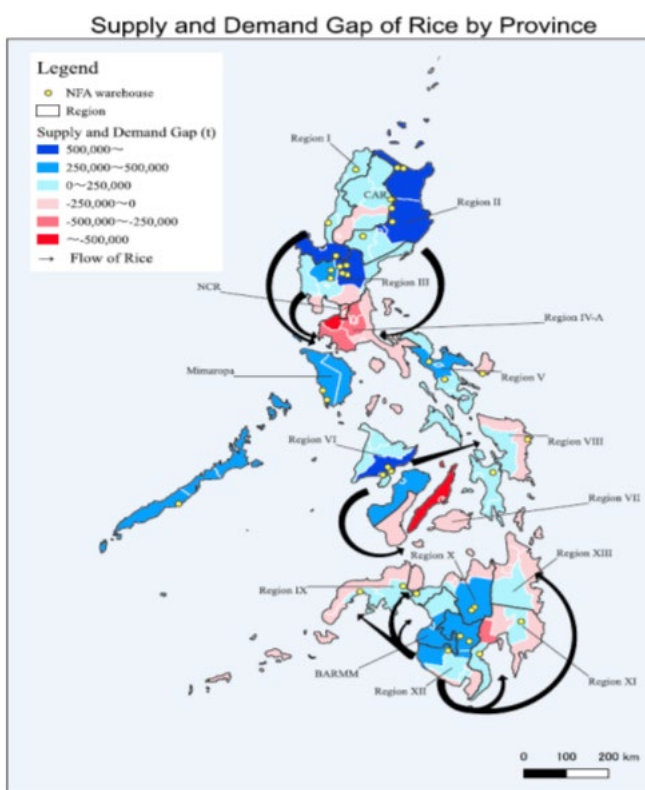 Supply and Demand Gap of Rice by Province
Legend
NFA warehouse
Region
Supply and Demand Gap (t)
500,000～
250,000～500,000
0～250,000
-250,000～0
-500,000～-250,000
～-500,000
Flow of Rice
Region I
CAR
Region II
Region III
NCR
Region IV-A
Mimaropa
Region V
Region VI
Region VIII
Region VII
Region X
Region XIII
Region IX
BARMM
Region XII
Region XI
0 100 200 km